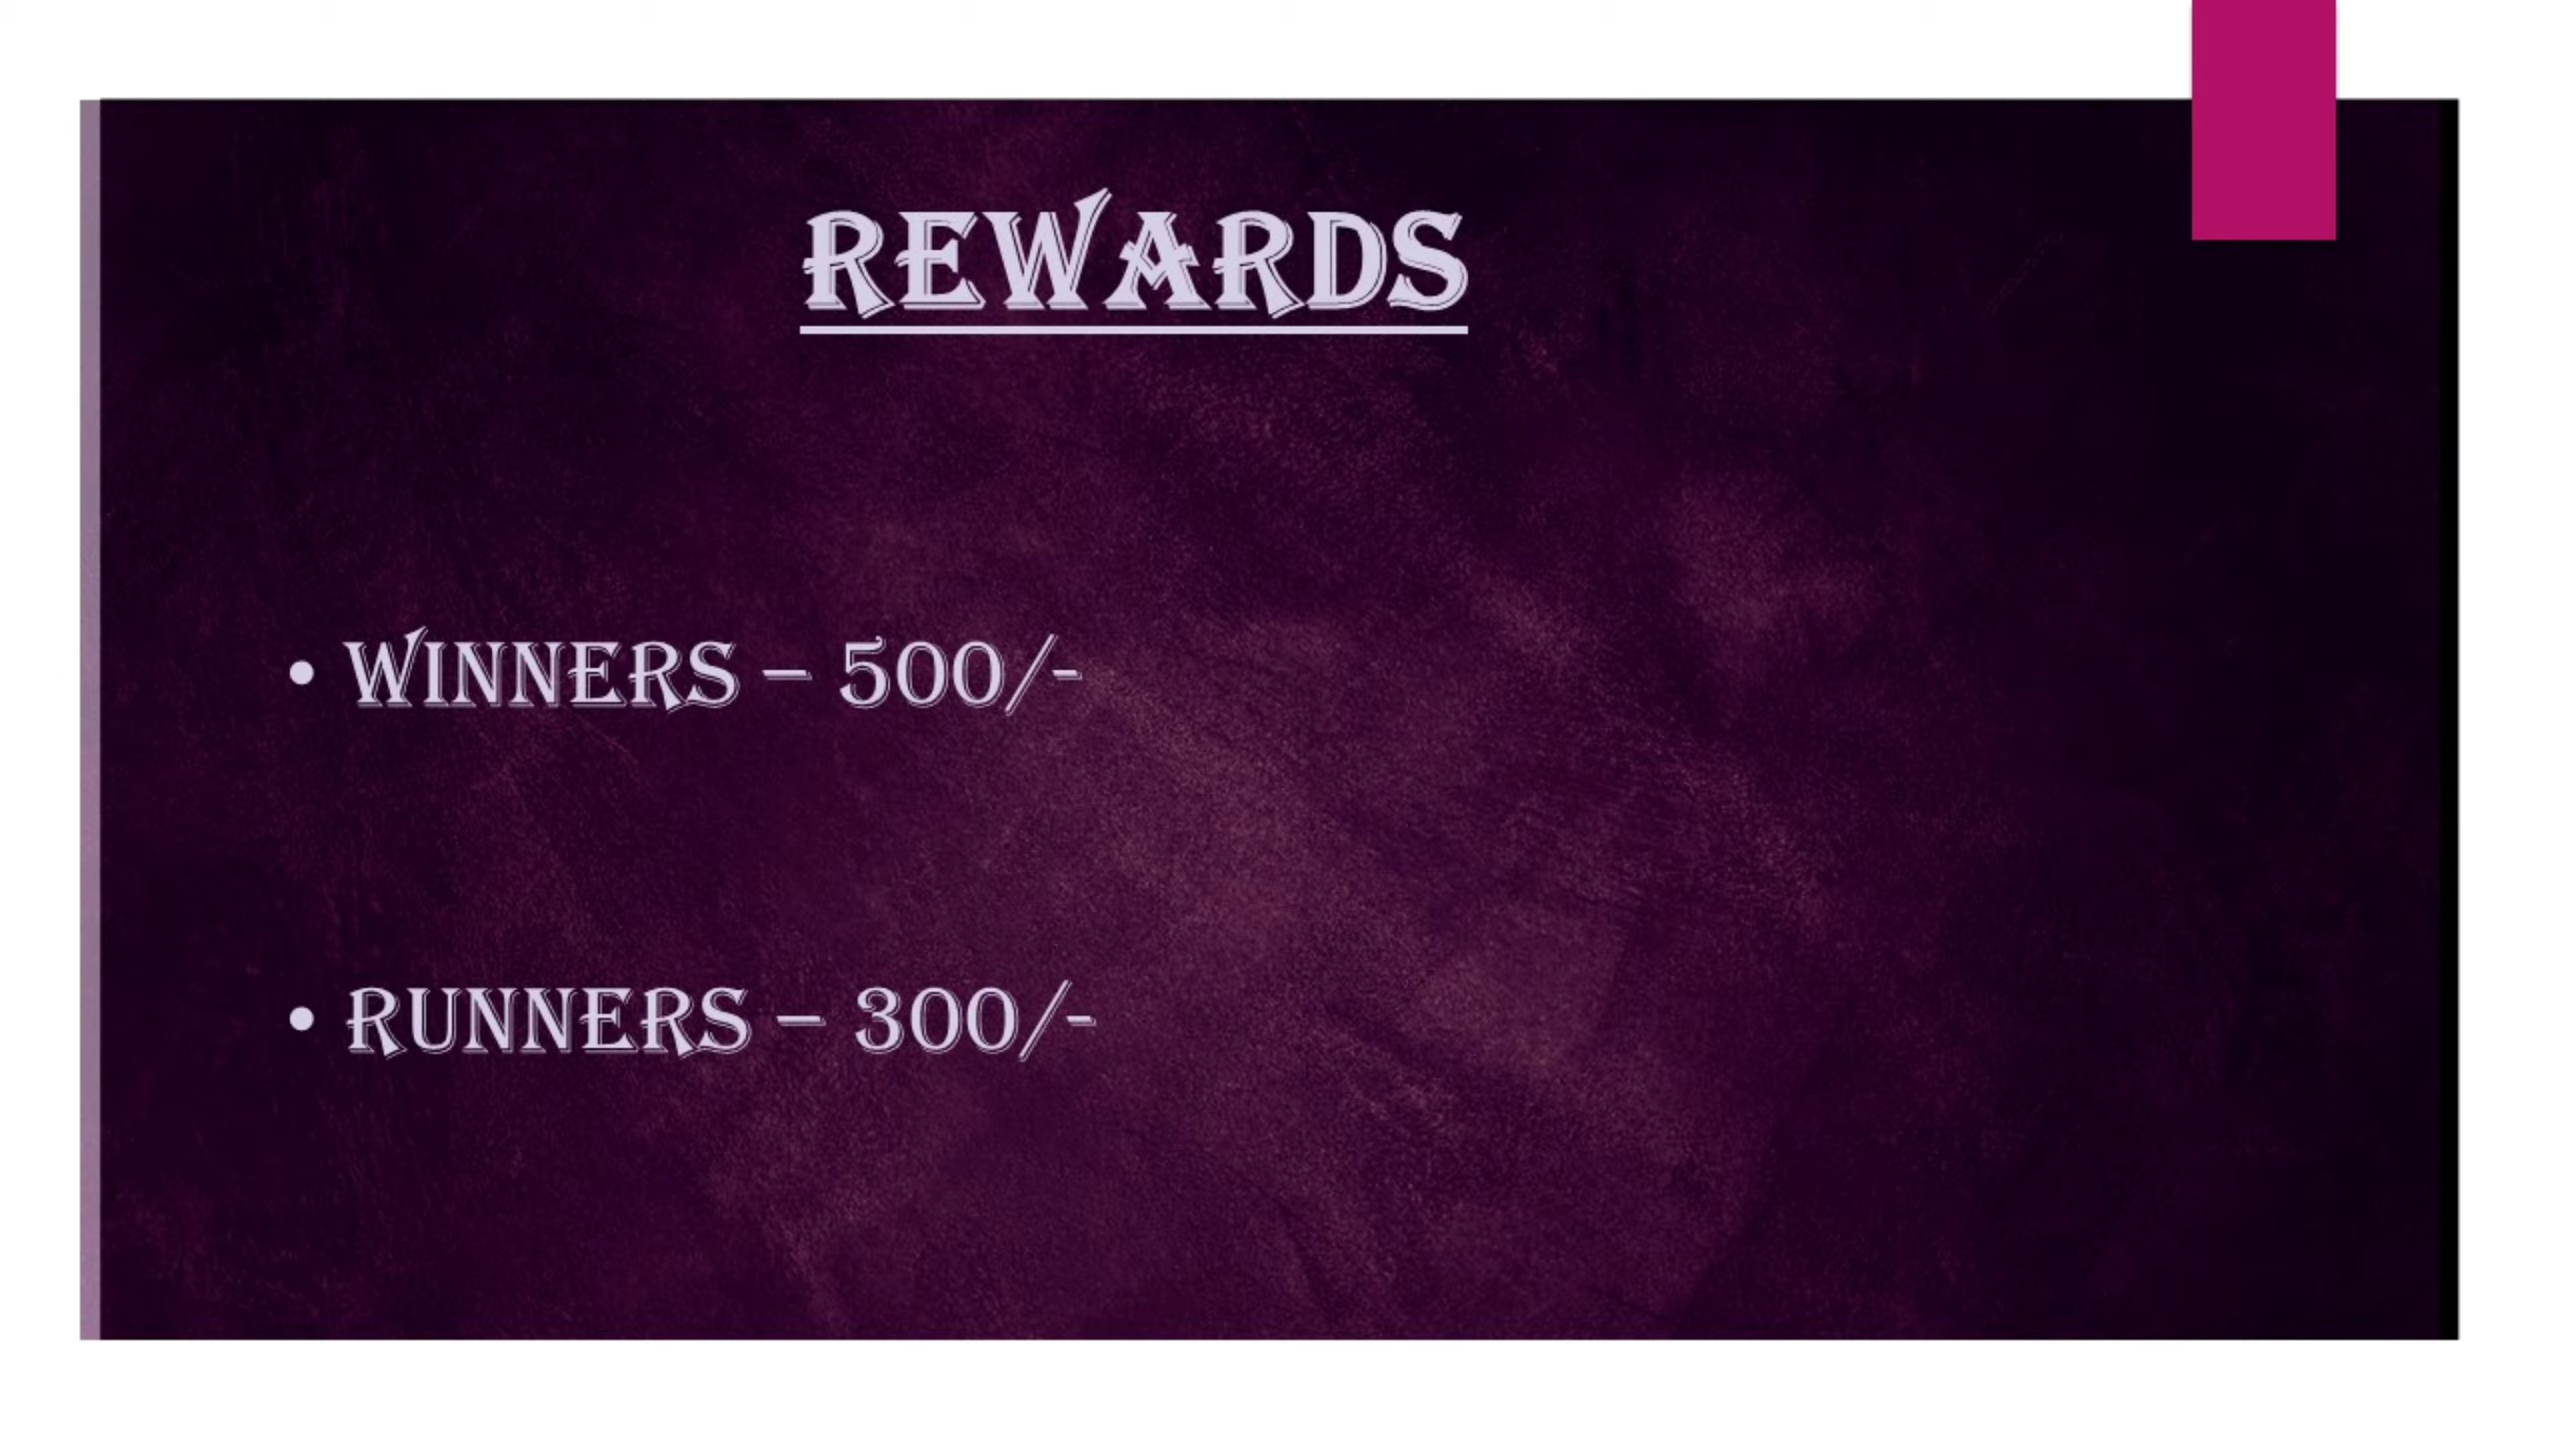 REWARDS
• WINNERS – 500/-
• RUNNERS – 300/-